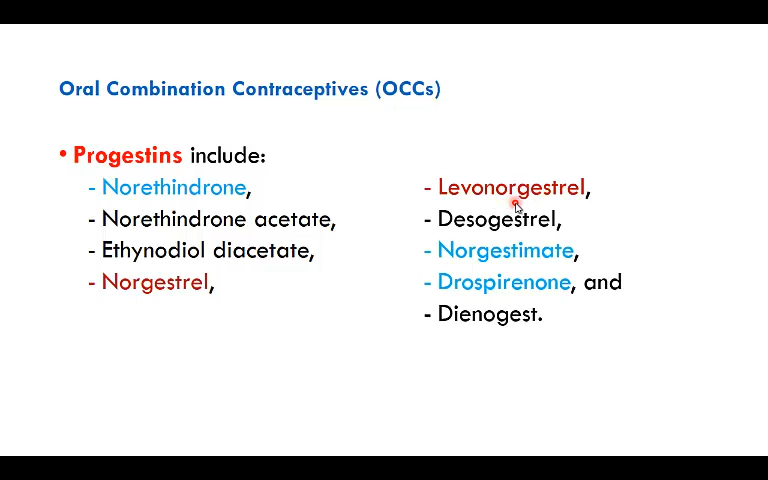 Oral Combination Contraceptives (OCCs)
• Progestins include:
- Norethindrone,
- Norethindrone acetate,
- Ethynodiol diacetate,
- Norgestrel,
- Levonorgestrel,
- Desogestrel,
- Norgestimate,
- Drospirenone, and
- Dienogest.